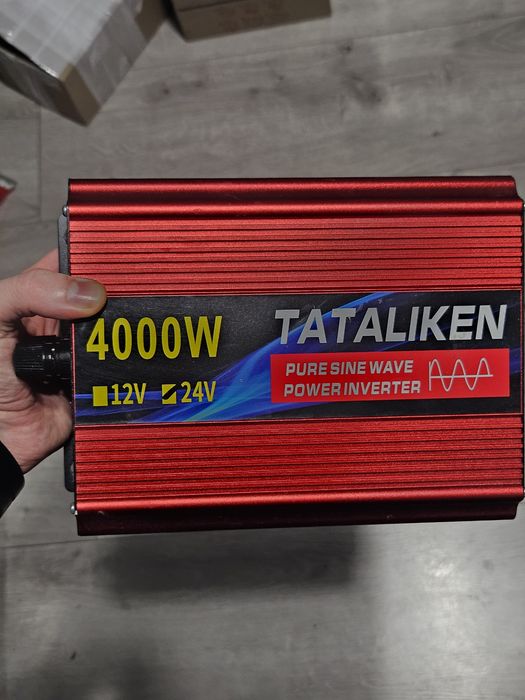 4000W
12V 24V
TATALIKEN
PURE SINE WAVE
POWER INVERTER